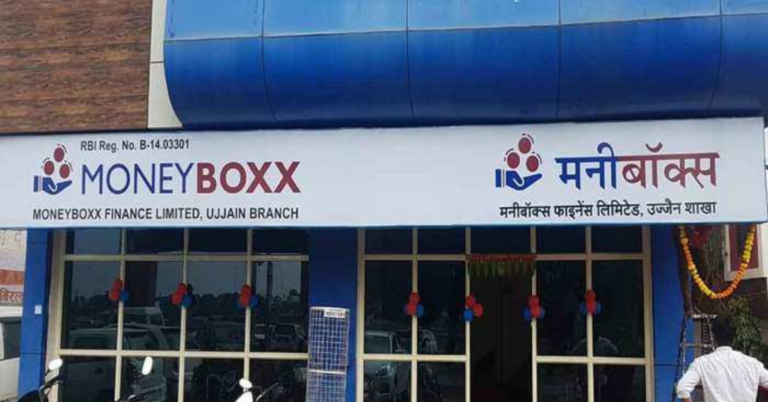 RBI Reg. No. B-14.03301
MONEYBOXX
MONEYBOXX FINANCE LIMITED, UJJAIN BRANCH
मनीबॉक्स
मनीबॉक्स फाइनेंस लिमिटेड, उज्जैन शाखा